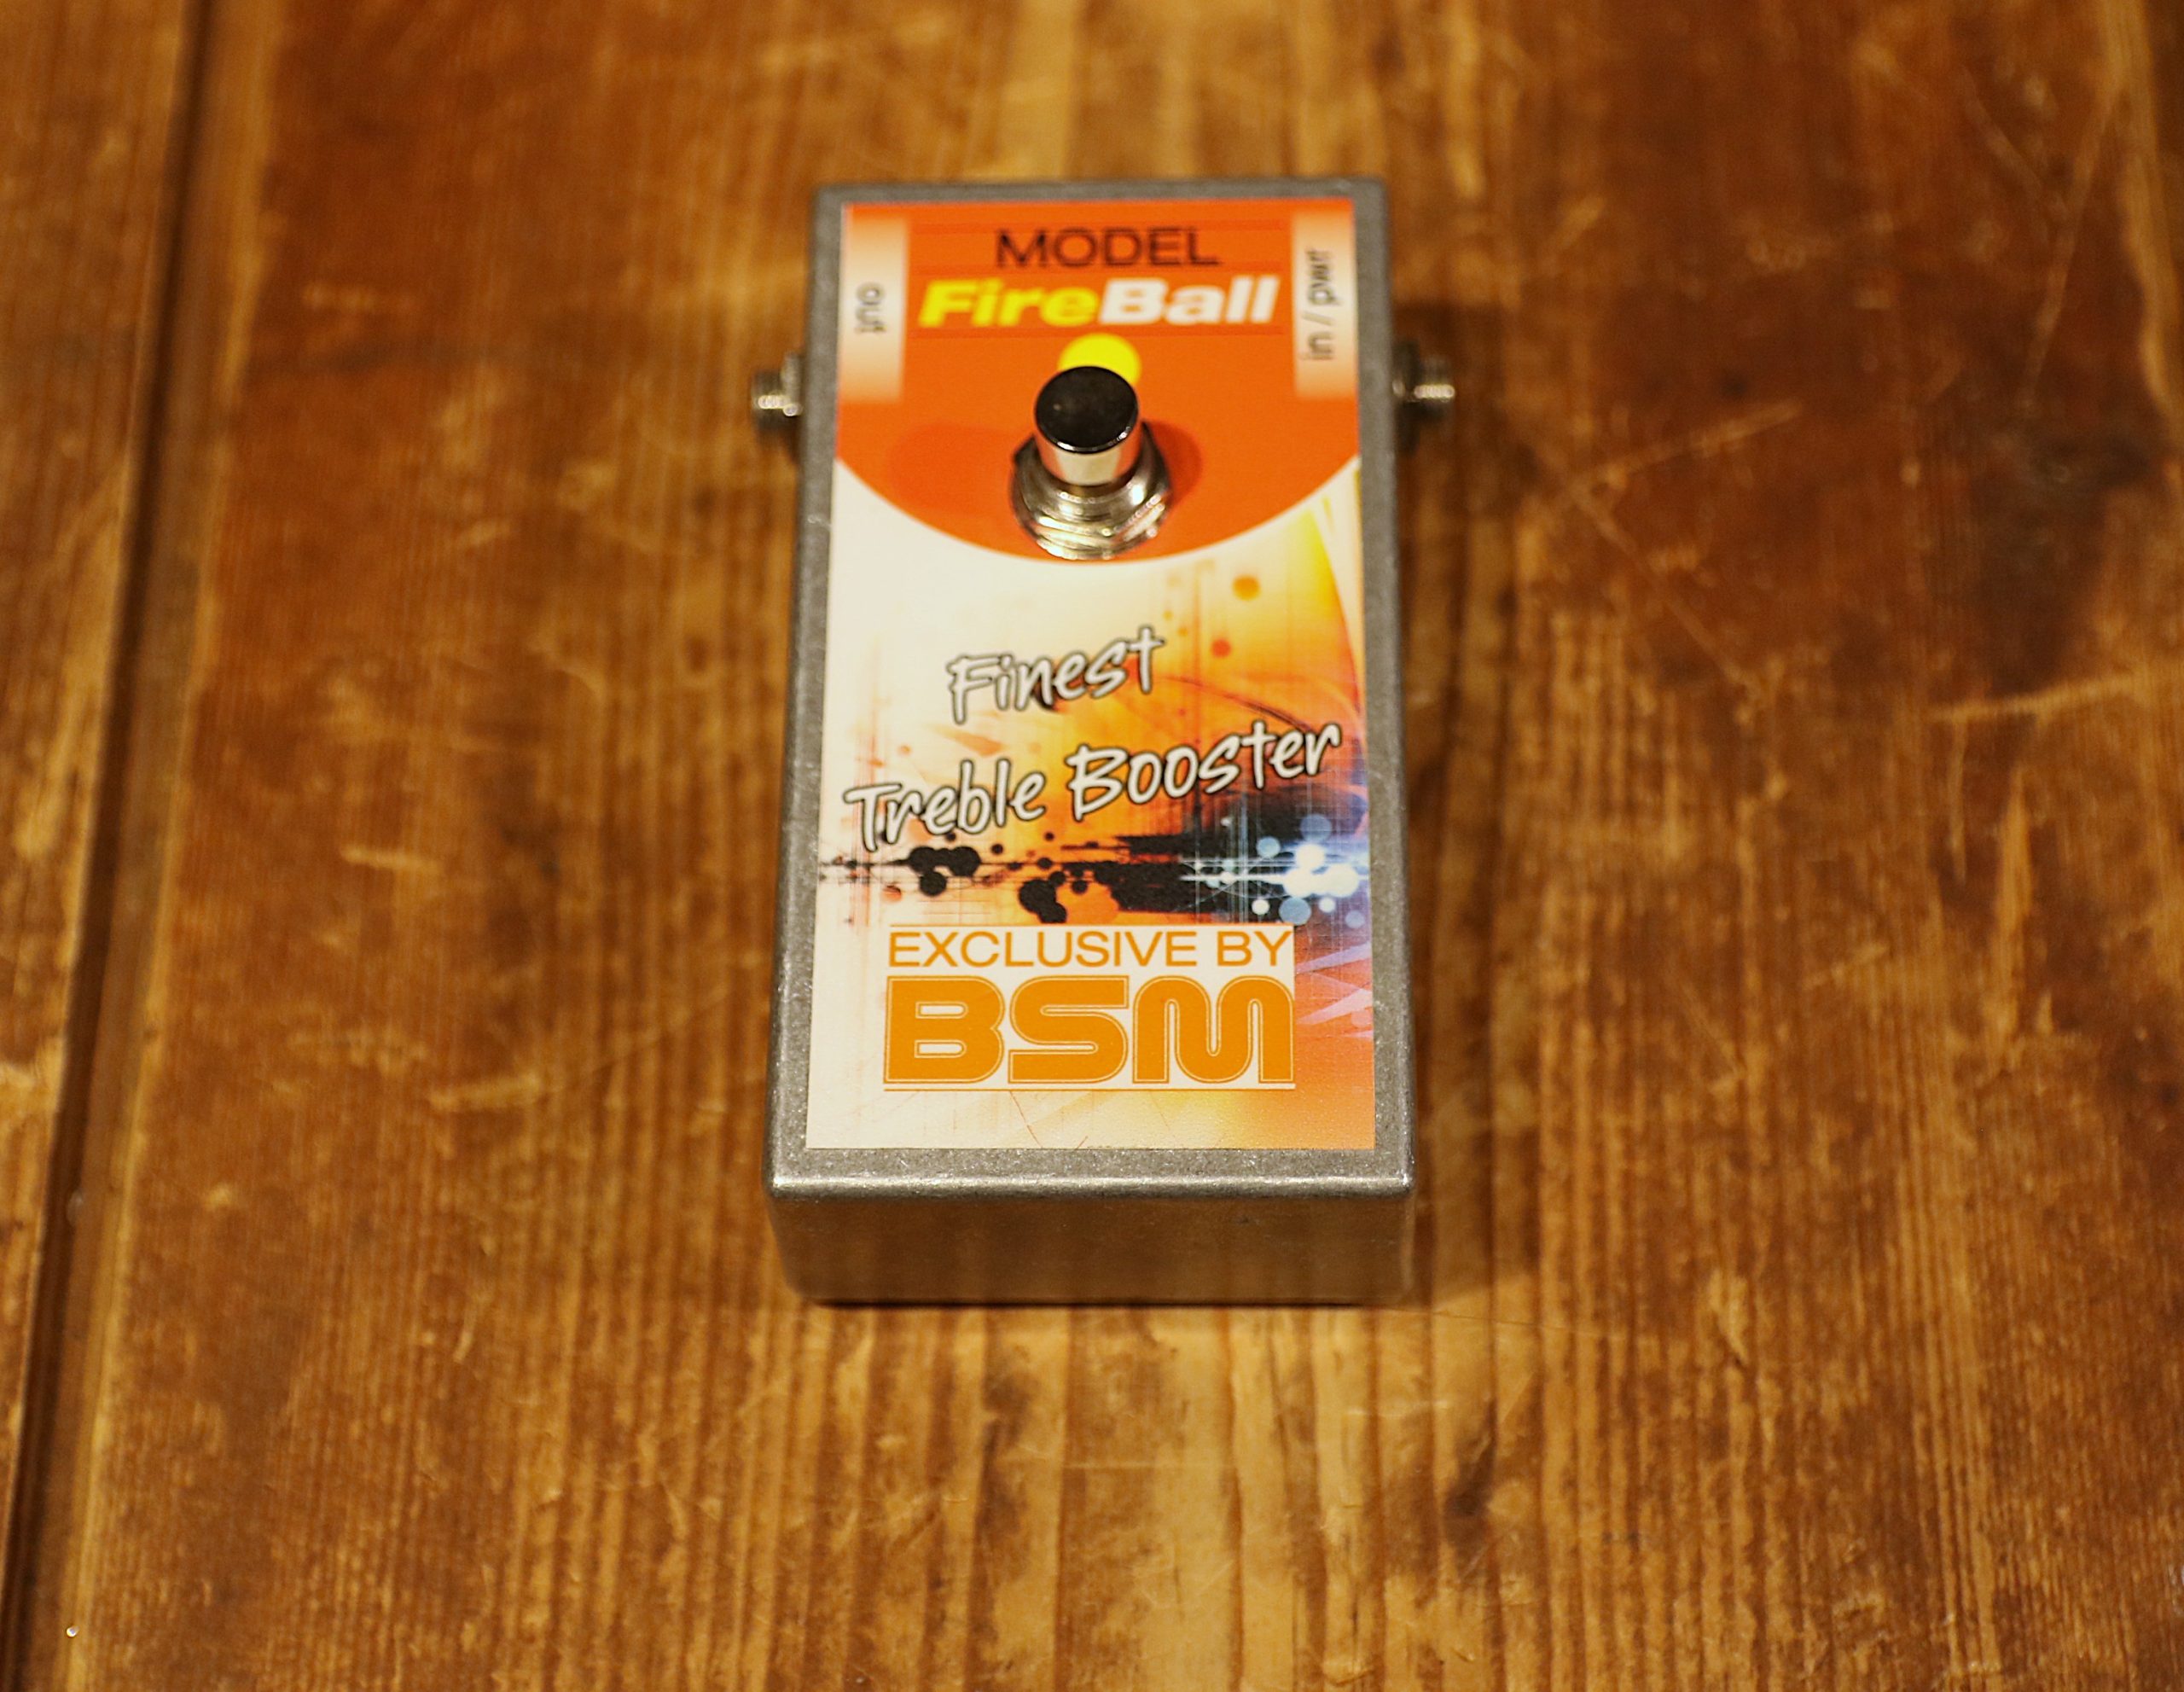 MODEL
FireBall
out
in / pwr
Finest
Treble Booster
EXCLUSIVE BY
BSM